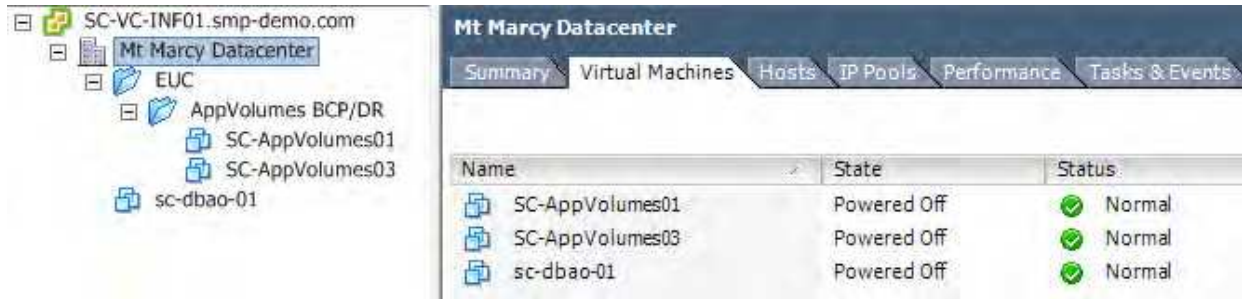 SC-VC-INF01.smp-demo.com
Mt Marcy Datacenter
EUC
AppVolumes BCP/DR
SC-AppVolumes01
SC-AppVolumes03
sc-dbao-01
Mt Marcy Datacenter
Summary Virtual Machines Hosts IP Pools Performance Tasks & Events
Name State Status
SC-AppVolumes01 Powered Off Normal
SC-AppVolumes03 Powered Off Normal
sc-dbao-01 Powered Off Normal